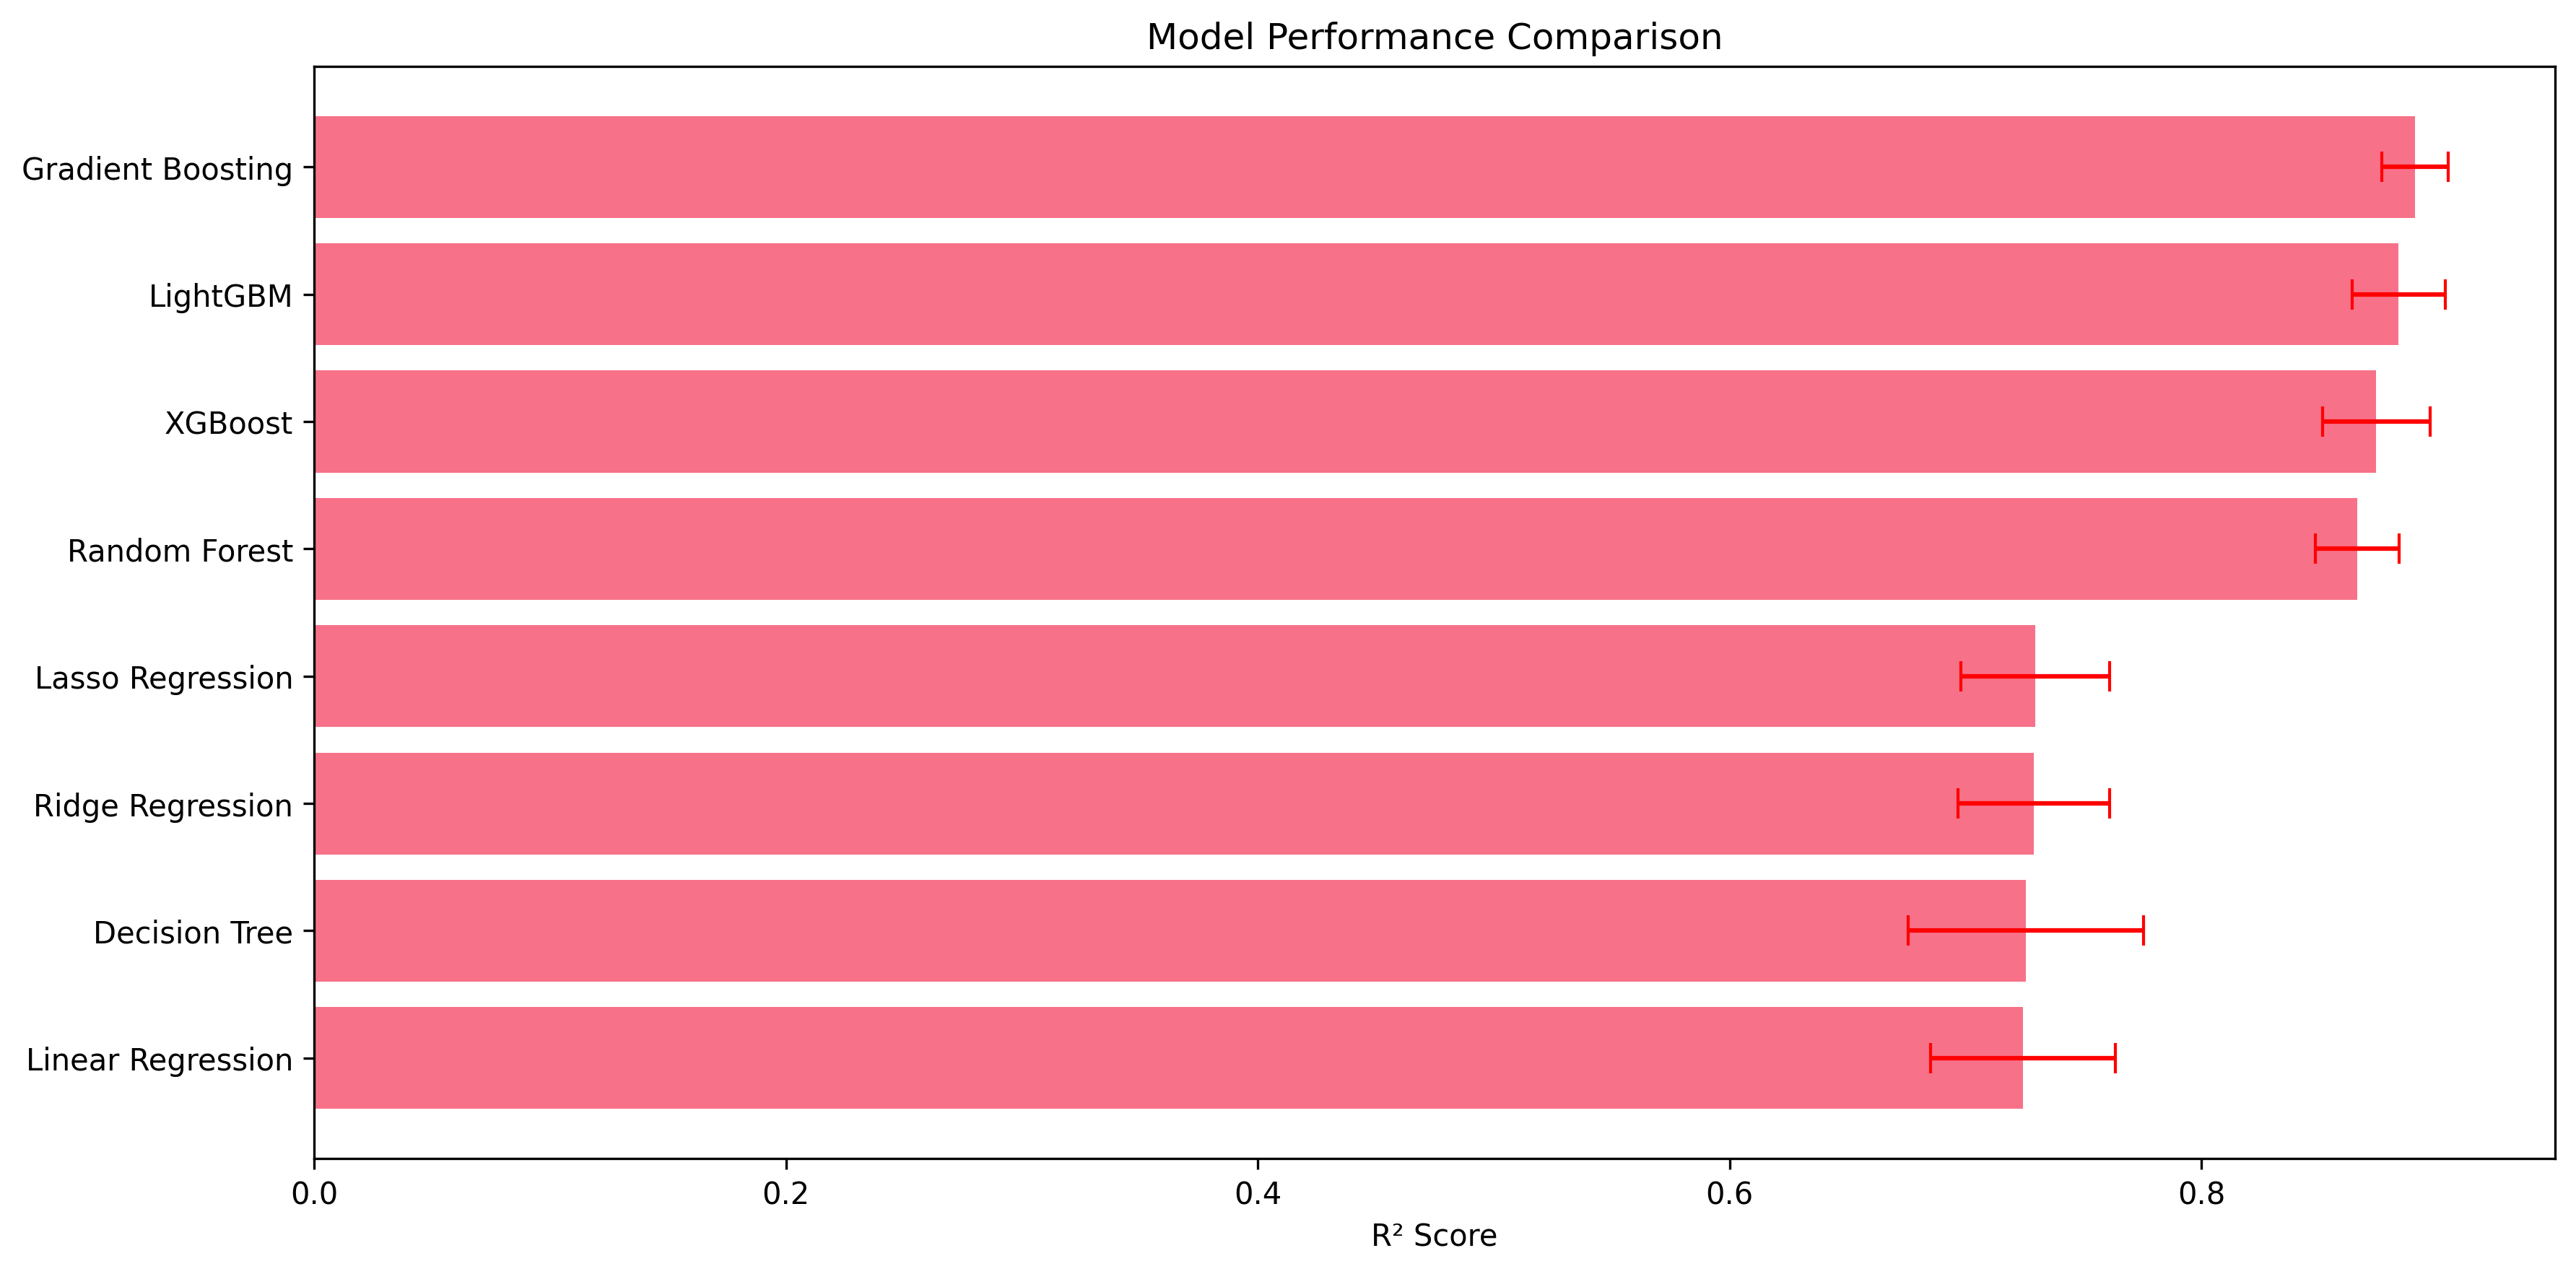 Model Performance Comparison
Gradient Boosting
LightGBM
XGBoost
Random Forest
Lasso Regression
Ridge Regression
Decision Tree
Linear Regression
0.0 0.2 0.4 0.6 0.8
R² Score